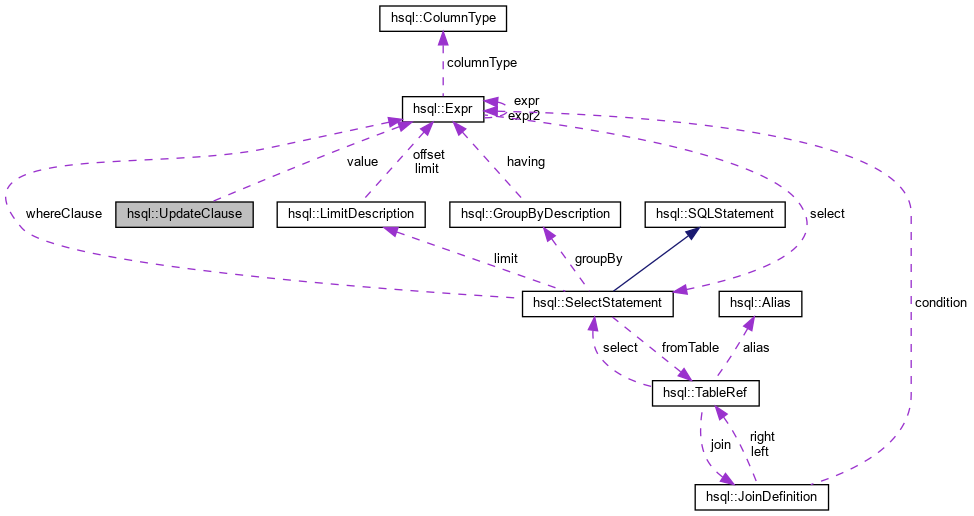 hsql::ColumnType
columnType
hsql::Expr
expr
expr2
value
offset
limit
having
hsql::UpdateClause
hsql::LimitDescription
hsql::GroupByDescription
hsql::SQLStatement
whereClause
select
limit
groupBy
hsql::SelectStatement
hsql::Alias
condition
select
fromTable
alias
hsql::TableRef
join
right
left
hsql::JoinDefinition